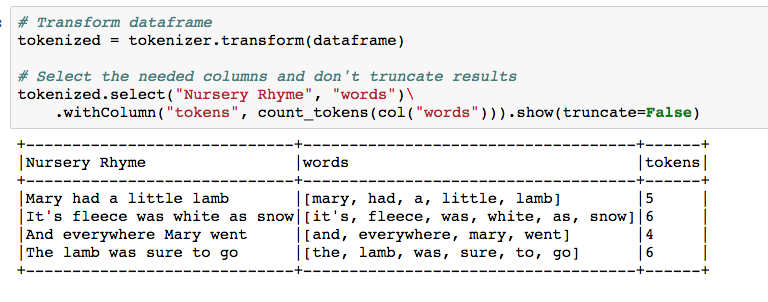 # Transform dataframe
tokenized = tokenizer.transform(dataframe)
# Select the needed columns and don't truncate results
tokenized.select("Nursery Rhyme", "words")\
    .withColumn("tokens", count_tokens(col("words"))).show(truncate=False)
+-----------------------------+------------------------------------+------+
|Nursery Rhyme                |words                               |tokens|
+-----------------------------+------------------------------------+------+
|Mary had a little lamb       |[mary, had, a, little, lamb]        |5     |
|It's fleece was white as snow|[it's, fleece, was, white, as, snow]|6     |
|And everywhere Mary went     |[and, everywhere, mary, went]       |4     |
|The lamb was sure to go      |[the, lamb, was, sure, to, go]      |6     |
+-----------------------------+------------------------------------+------+